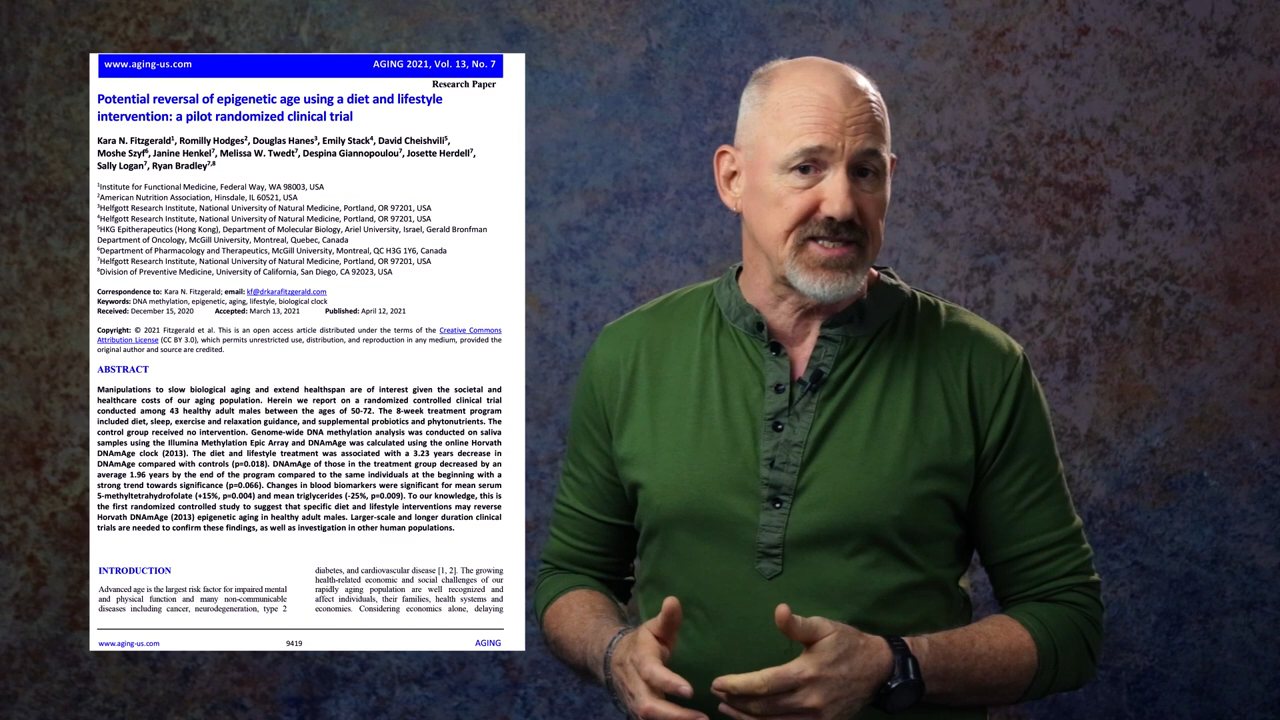 www.aging-us.com AGING 2021, Vol. 13, No. 7
Research Paper
Potential reversal of epigenetic age using a diet and lifestyle
intervention: a pilot randomized clinical trial
Kara N. Fitzgerald1, Romilly Hodges2, Douglas Hanes3, Emily Stack4, David Cheishvili5,
Moshe Szyf6, Janine Henkel7, Melissa W. Twedt7, Despina Giannopoulou7, Josette Herdell7,
Sally Logan7, Ryan Bradley7,8
1Institute for Functional Medicine, Federal Way, WA 98003, USA
2American Nutrition Association, Hinsdale, IL 60521, USA
3Helfgott Research Institute, National University of Natural Medicine, Portland, OR 97201, USA
4Helfgott Research Institute, National University of Natural Medicine, Portland, OR 97201, USA
5HKG Epitherapeutics (Hong Kong), Department of Molecular Biology, Ariel University, Israel, Gerald Bronfman
Department of Oncology, McGill University, Montreal, Quebec, Canada
6Department of Pharmacology and Therapeutics, McGill University, Montreal, QC H3G 1Y6, Canada
7Helfgott Research Institute, National University of Natural Medicine, Portland, OR 97201, USA
8Division of Preventive Medicine, University of California, San Diego, CA 92023, USA
Correspondence to: Kara N. Fitzgerald; email: kf@drkarafitzgerald.com
Keywords: DNA methylation, epigenetic, aging, lifestyle, biological clock
Received: December 15, 2020 Accepted: March 13, 2021 Published: April 12, 2021
Copyright: © 2021 Fitzgerald et al. This is an open access article distributed under the terms of the Creative Commons
Attribution License (CC BY 3.0), which permits unrestricted use, distribution, and reproduction in any medium, provided the
original author and source are credited.
ABSTRACT
Manipulations to slow biological aging and extend healthspan are of interest given the societal and
healthcare costs of our aging population. Herein we report on a randomized controlled clinical trial
conducted among 43 healthy adult males between the ages of 50-72. The 8-week treatment program
included diet, sleep, exercise and relaxation guidance, and supplemental probiotics and phytonutrients. The
control group received no intervention. Genome-wide DNA methylation analysis was conducted on saliva
samples using the Illumina Methylation Epic Array and DNAmAge was calculated using the online Horvath
DNAmAge clock (2013). The diet and lifestyle treatment was associated with a 3.23 years decrease in
DNAmAge compared with controls (p=0.018). DNAmAge of those in the treatment group decreased by an
average 1.96 years by the end of the program compared to the same individuals at the beginning with a
strong trend towards significance (p=0.066). Changes in blood biomarkers were significant for mean serum
5-methyltetrahydrofolate (+15%, p=0.004) and mean triglycerides (-25%, p=0.009). To our knowledge, this is
the first randomized controlled study to suggest that specific diet and lifestyle interventions may reverse
Horvath DNAmAge (2013) epigenetic aging in healthy adult males. Larger-scale and longer duration clinical
trials are needed to confirm these findings, as well as investigation in other human populations.
INTRODUCTION
Advanced age is the largest risk factor for impaired mental
and physical function and many non-communicable
diseases including cancer, neurodegeneration, type 2
diabetes, and cardiovascular disease [1, 2]. The growing
health-related economic and social challenges of our
rapidly aging population are well recognized and
affect individuals, their families, health systems and
economies. Considering economics alone, delaying
www.aging-us.com 9419 AGING